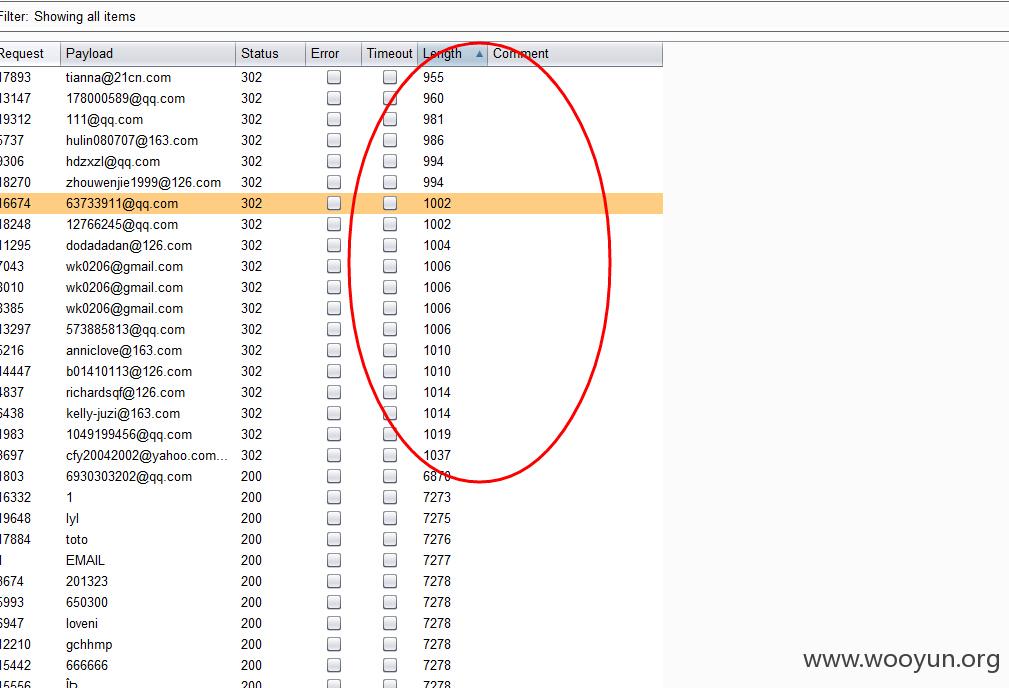 Filter: Showing all items
Request Payload Status Error Timeout Length Comment
17893 tianna@21cn.com 302 955
13147 178000589@qq.com 302 960
19312 111@qq.com 302 981
5737 hulin080707@163.com 302 986
9306 hdzxzl@qq.com 302 994
18270 zhouwenjie1999@126.com 302 994
16674 63733911@qq.com 302 1002
18248 12766245@qq.com 302 1002
11295 dodadadan@126.com 302 1004
7043 wk0206@gmail.com 302 1006
3010 wk0206@gmail.com 302 1006
3385 wk0206@gmail.com 302 1006
13297 573885813@qq.com 302 1006
5216 anniclove@163.com 302 1010
14447 b01410113@126.com 302 1010
4837 richardsqf@126.com 302 1014
6438 kelly-juzi@163.com 302 1014
1983 1049199456@qq.com 302 1019
3697 cfy20042002@yahoo.com... 302 1037
1803 6930303202@qq.com 200 6870
16332 1 200 7273
19648 lyl 200 7275
17884 toto 200 7276
1 EMAIL 200 7277
3674 201323 200 7278
5993 650300 200 7278
6947 loveni 200 7278
12210 gchhmp 200 7278
15442 666666 200 7278
15556 ÎÞ 200 7278
www.wooyun.org